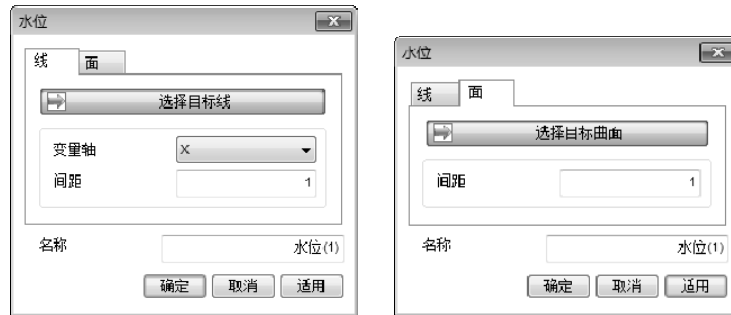 水位
线 面
选择目标线
变量轴 X
间距 1
名称 水位(1)
确定 取消 适用
水位
线 面
选择目标曲面
间距 1
名称 水位(1)
确定 取消 适用